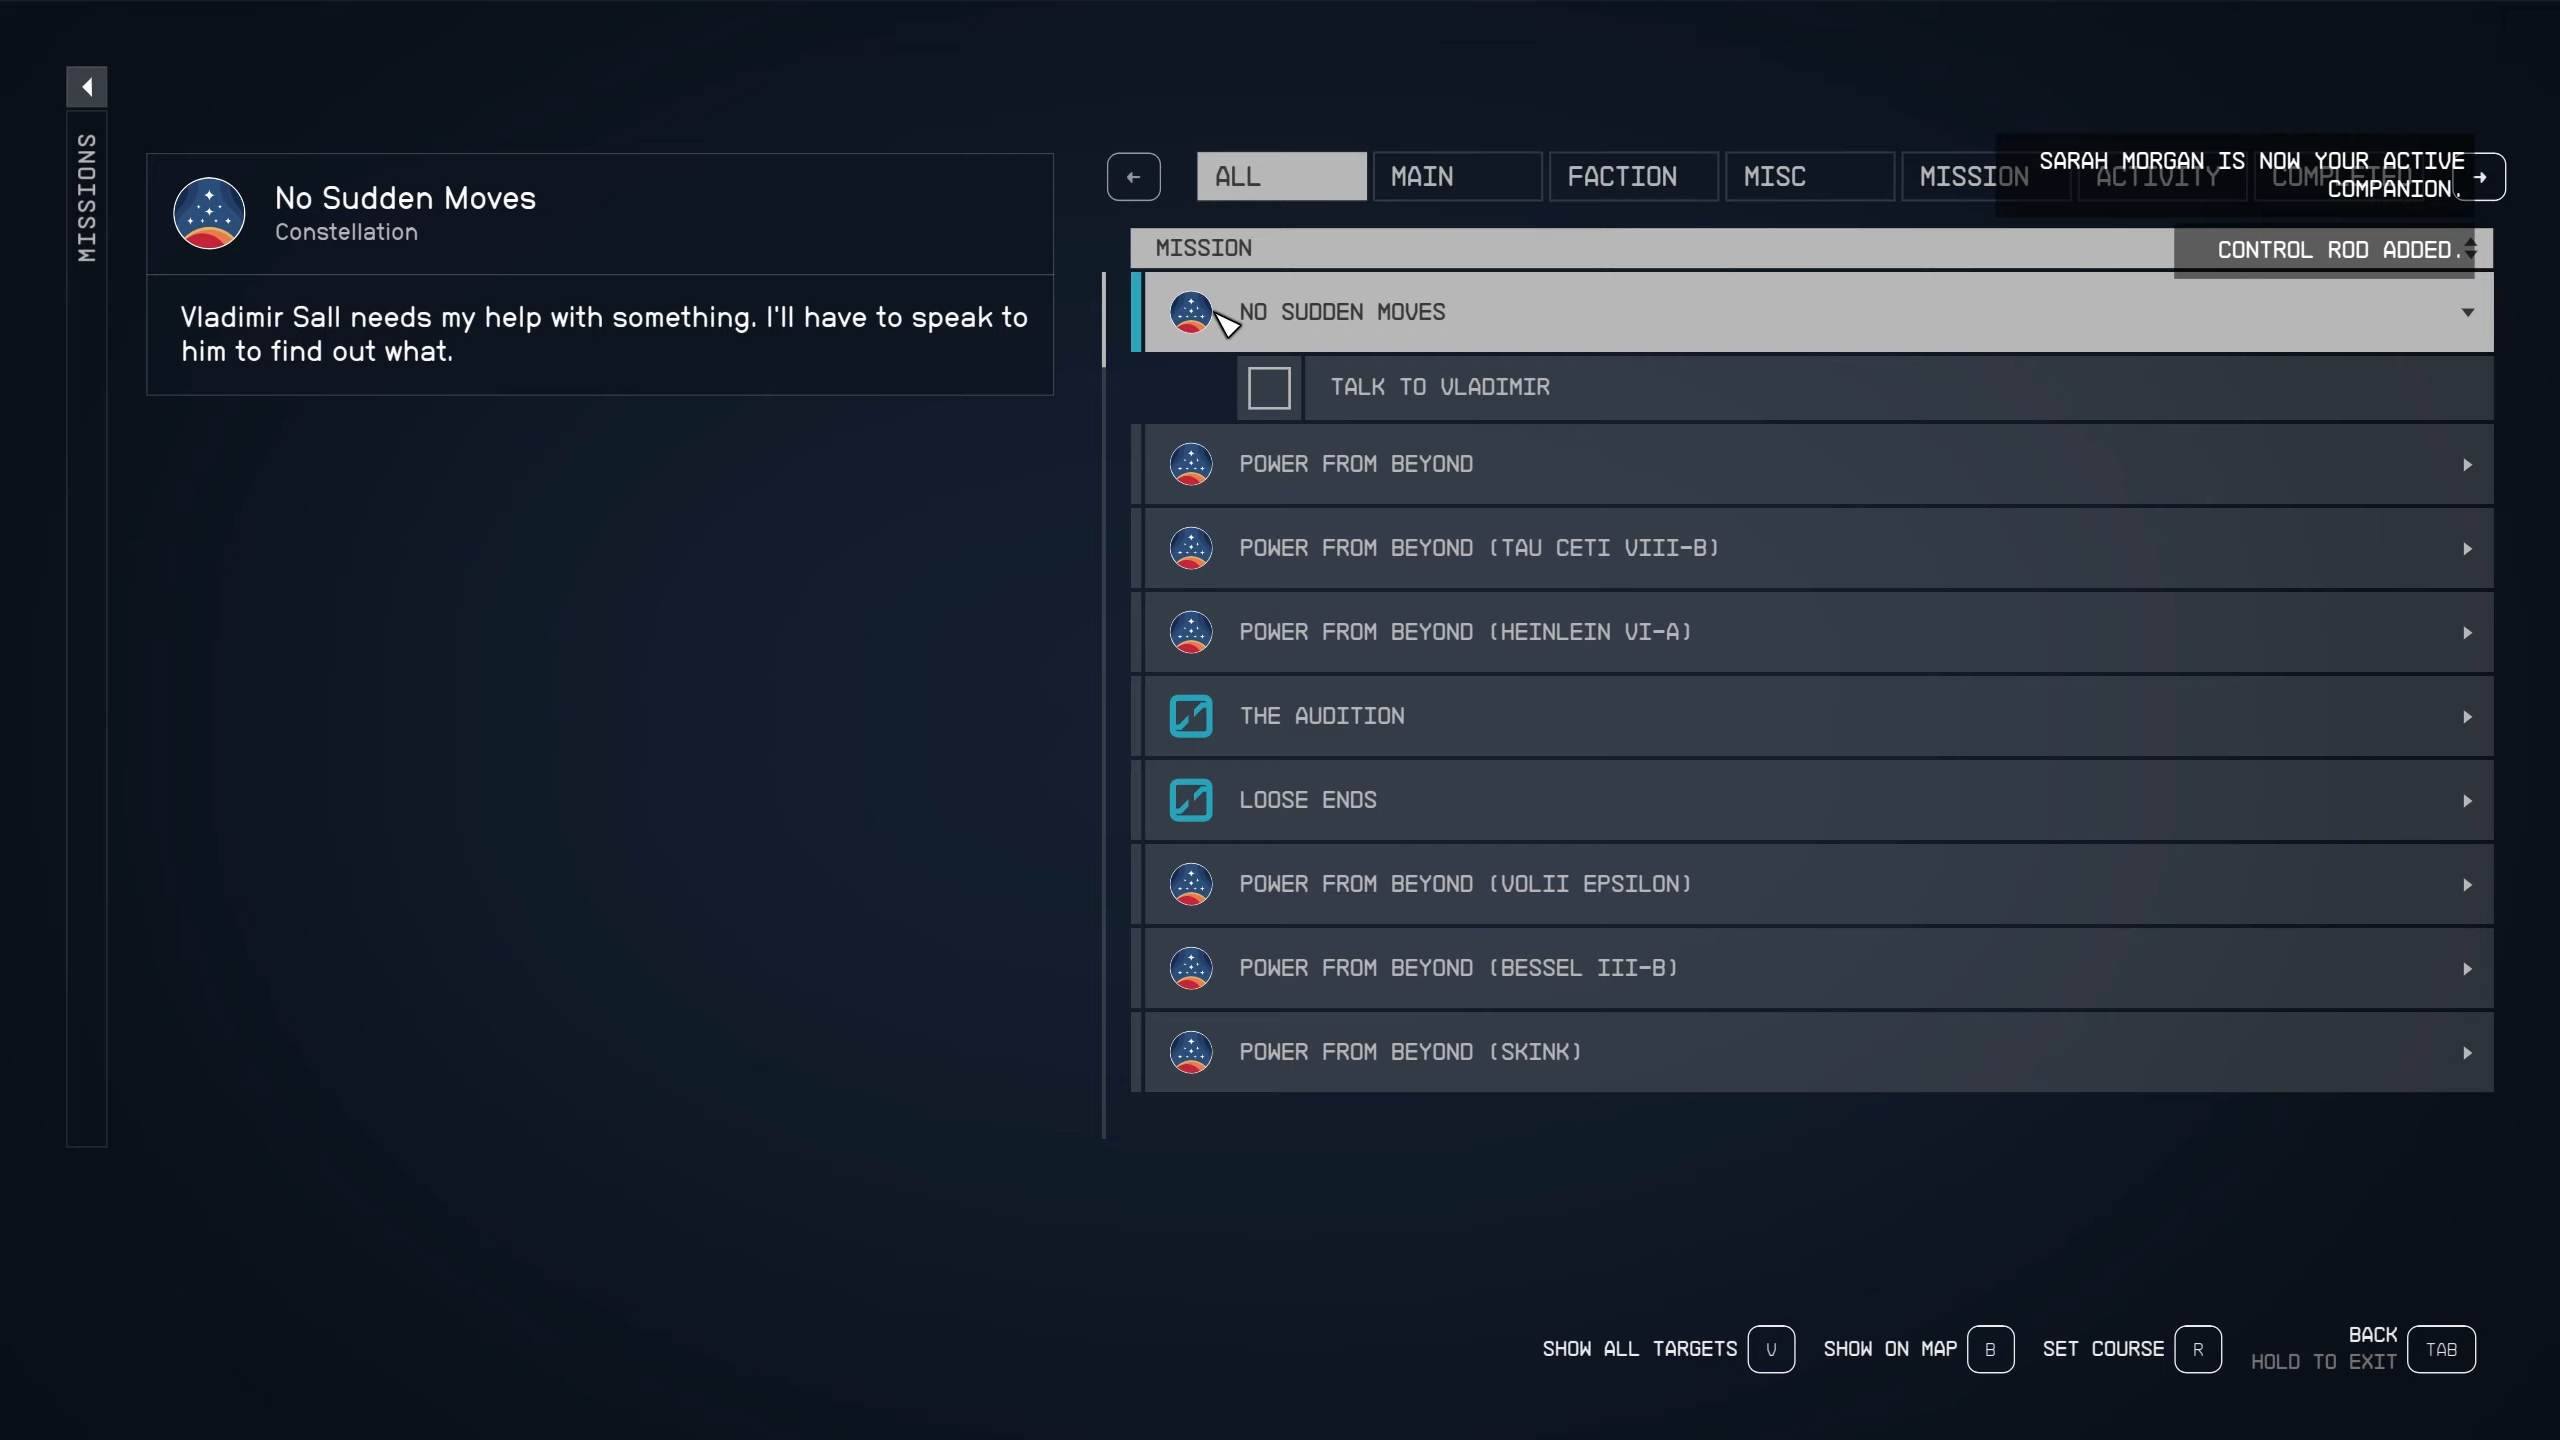 MISSIONS
No Sudden Moves
Constellation
Vladimir Sall needs my help with something. I'll have to speak to
him to find out what.
ALL
MAIN
FACTION
MISC
MISSION
ACTIVITY
COMPLETED
SARAH MORGAN IS NOW YOUR ACTIVE
COMPANION.
MISSION
CONTROL ROD ADDED.
NO SUDDEN MOVES
TALK TO VLADIMIR
POWER FROM BEYOND
POWER FROM BEYOND (TAU CETI VIII-B)
POWER FROM BEYOND (HEINLEIN VI-A)
THE AUDITION
LOOSE ENDS
POWER FROM BEYOND (VOLII EPSILON)
POWER FROM BEYOND (BESSEL III-B)
POWER FROM BEYOND (SKINK)
SHOW ALL TARGETS V
SHOW ON MAP B
SET COURSE R
BACK
HOLD TO EXIT
TAB